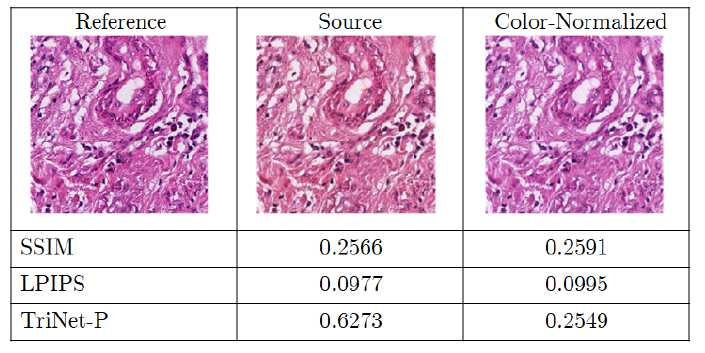 Reference Source Color-Normalized
SSIM 0.2566 0.2591
LPIPS 0.0977 0.0995
TriNet-P 0.6273 0.2549